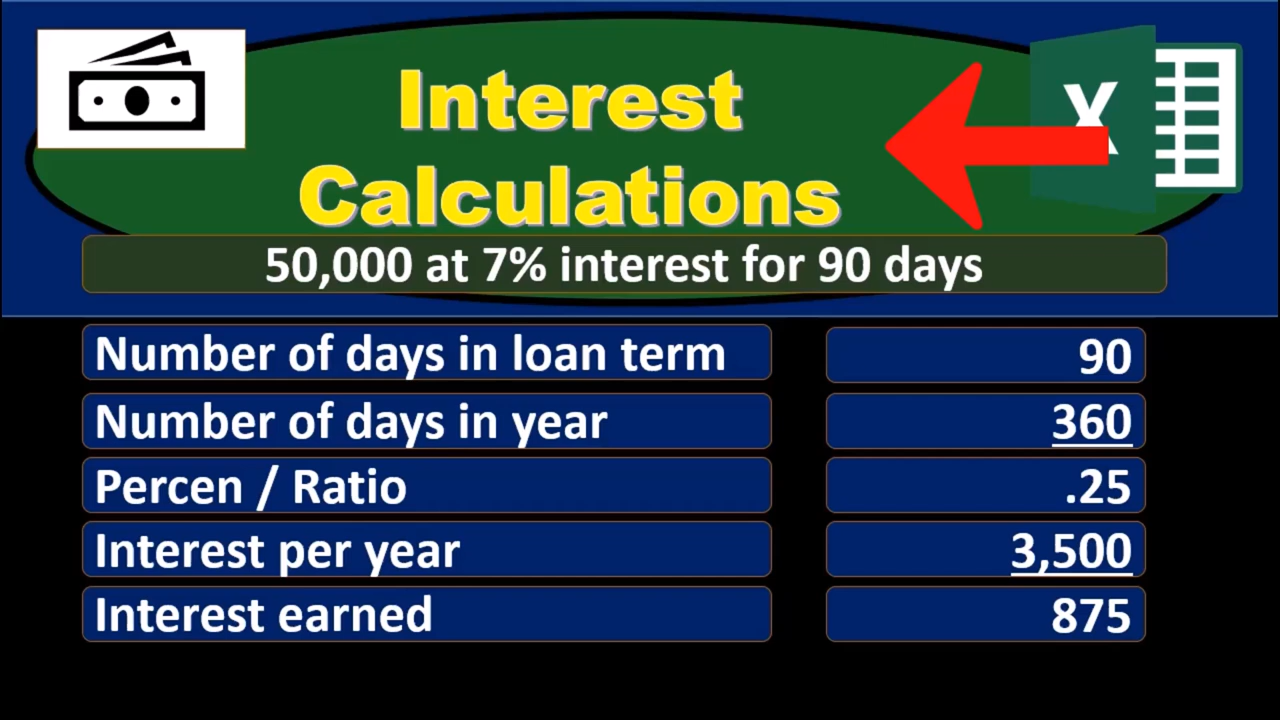 Interest
Calculations
X
50,000 at 7% interest for 90 days
Number of days in loan term 90
Number of days in year 360
Percen / Ratio .25
Interest per year 3,500
Interest earned 875